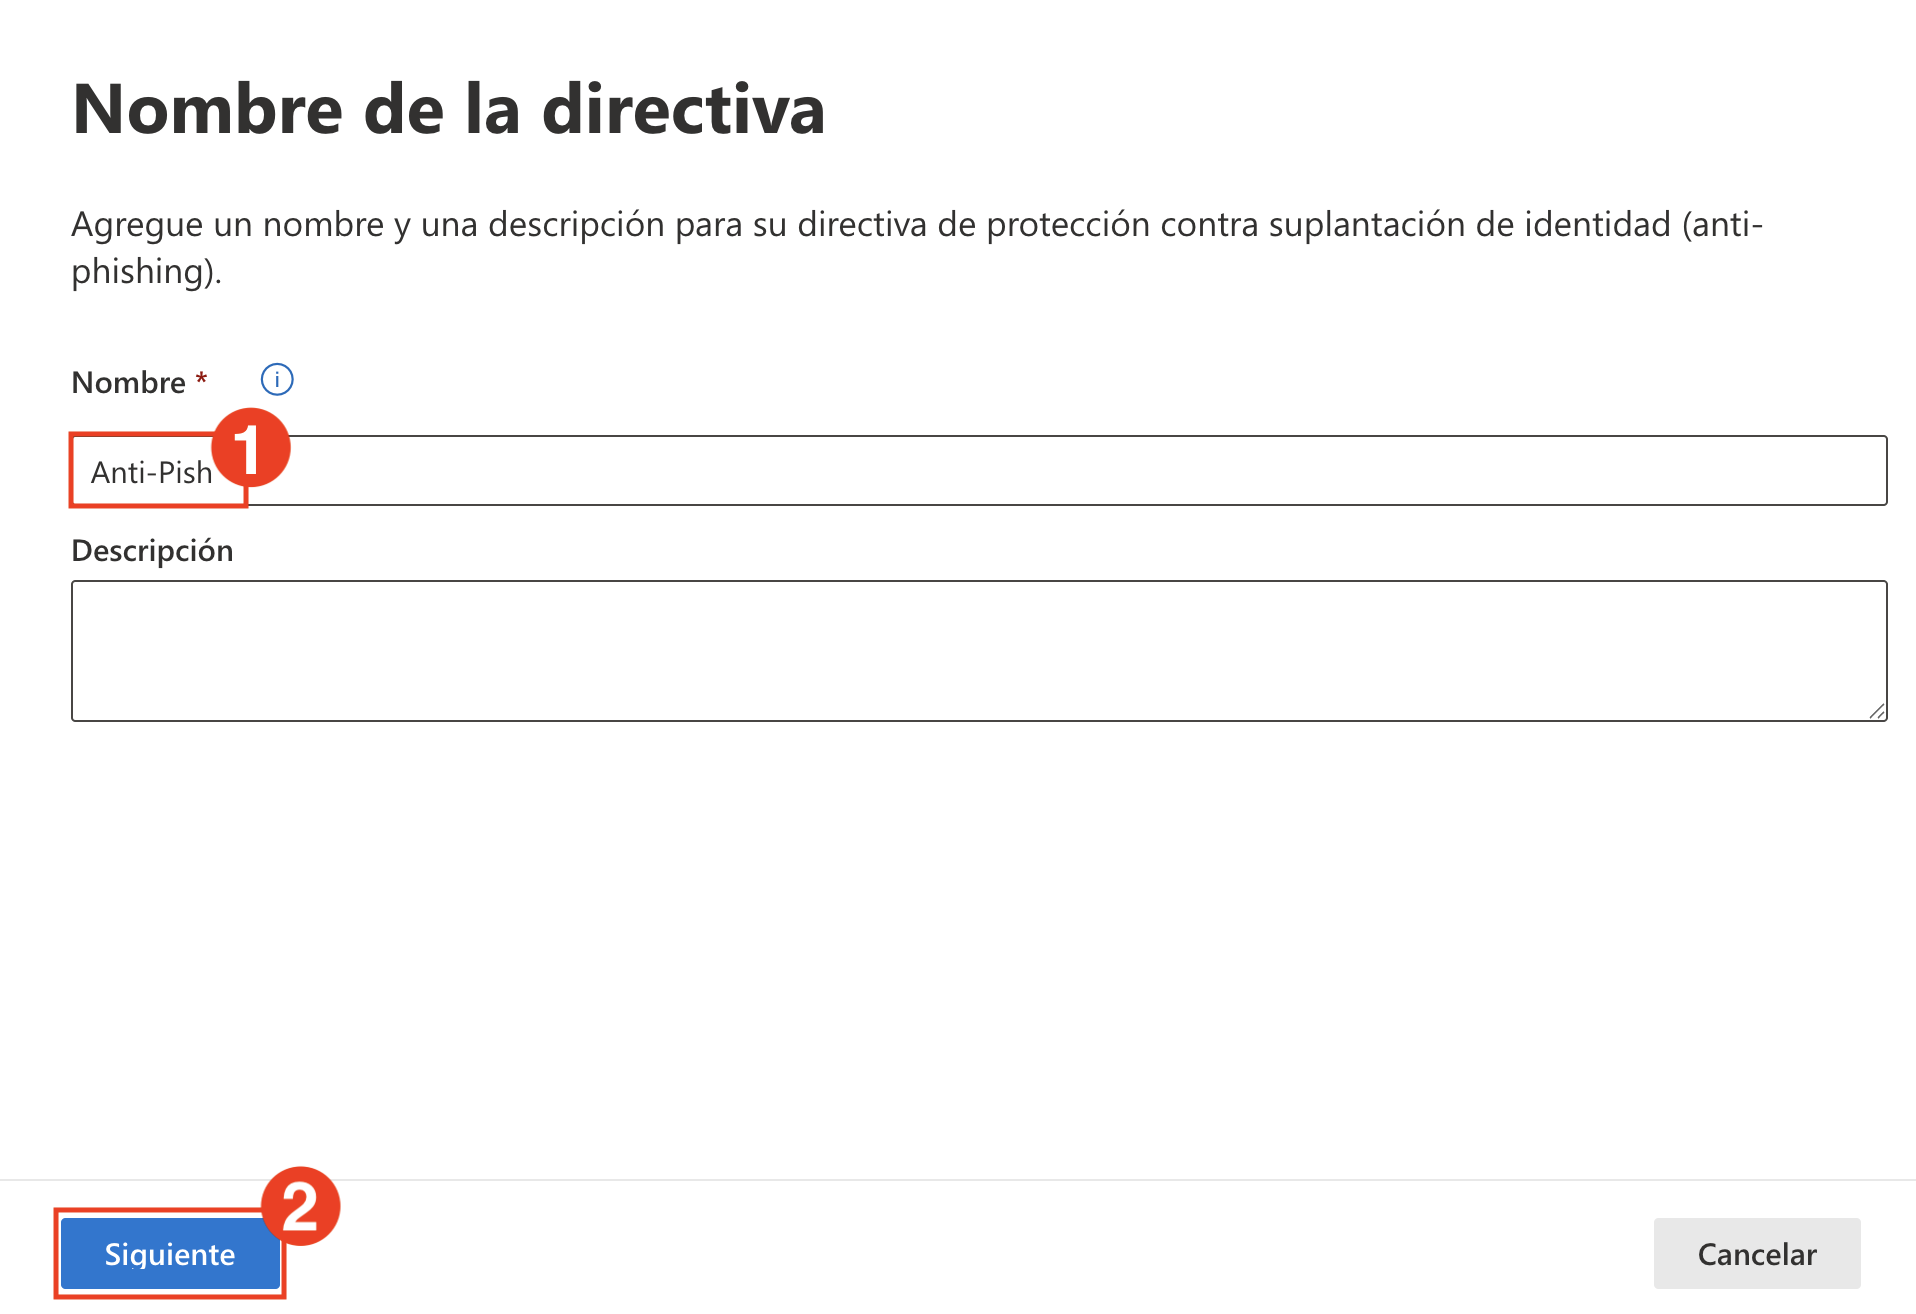 Nombre de la directiva
Agregue un nombre y una descripción para su directiva de protección contra suplantación de identidad (anti-
phishing).
Nombre * i
1
Anti-Pish
Descripción
2
Siguiente
Cancelar